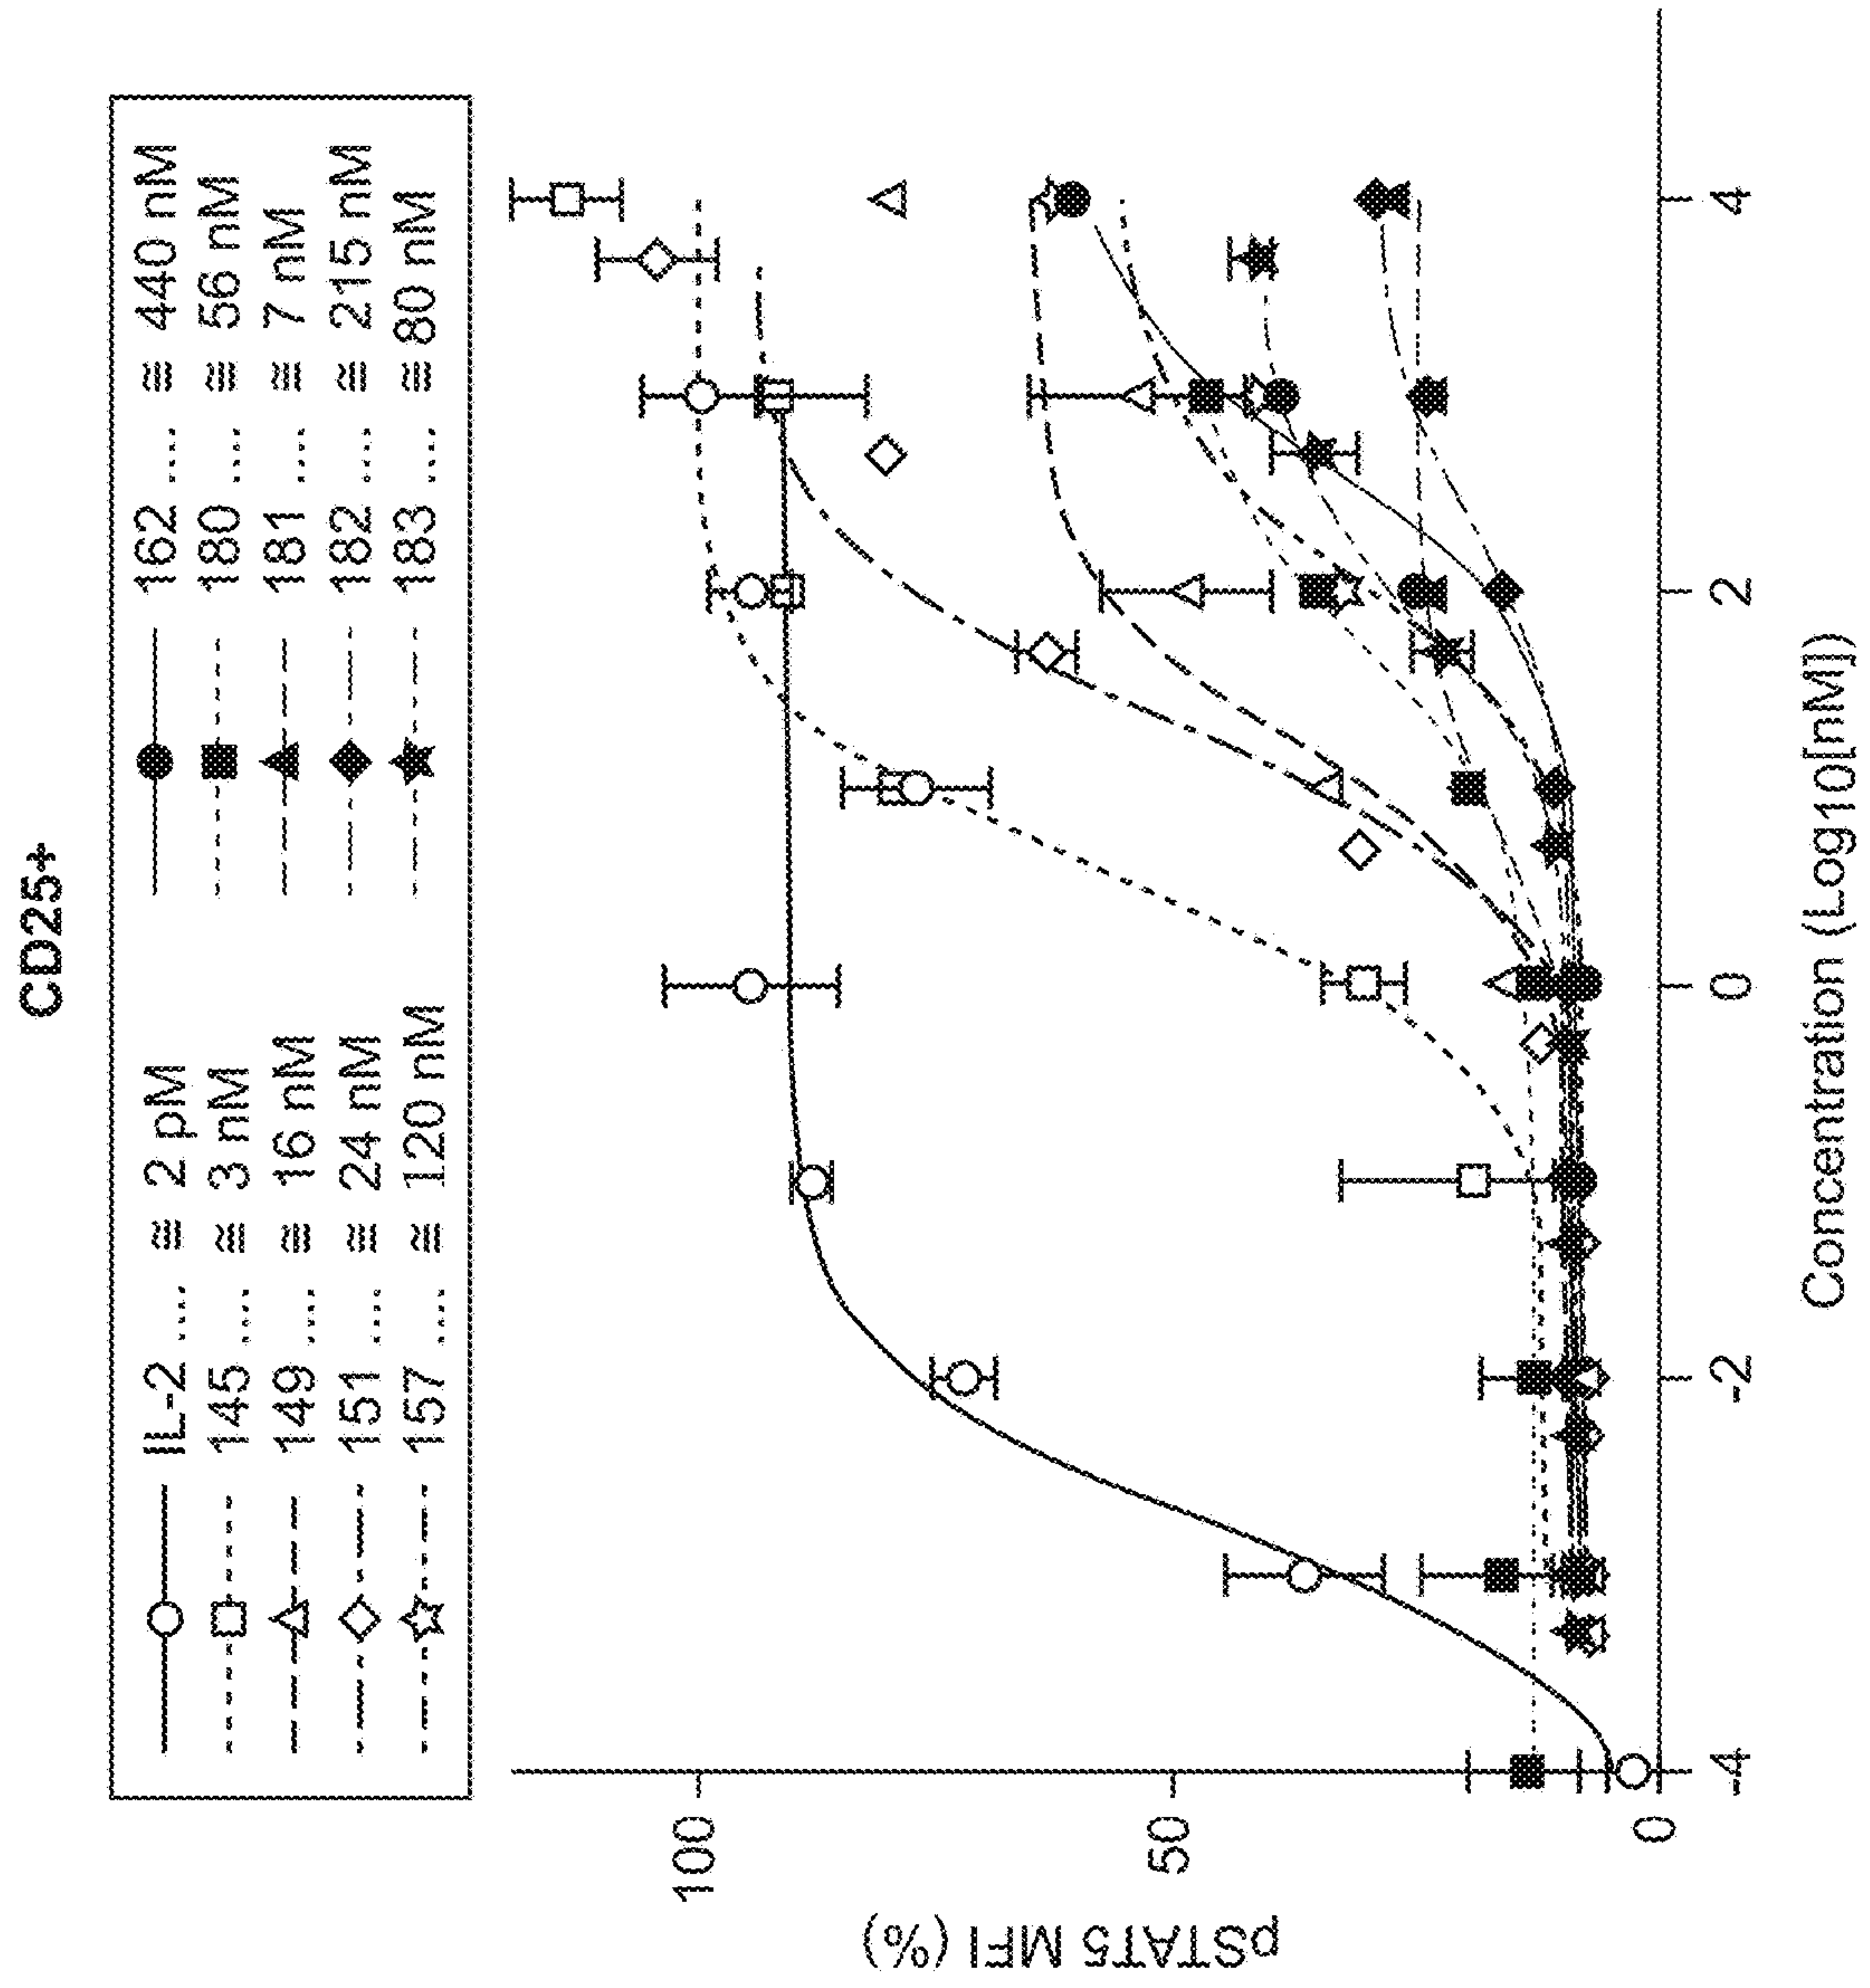 CD25+
IL-2 .... ≅ 2 pM
145 .... ≅ 3 nM
149 .... ≅ 16 nM
151 .... ≅ 24 nM
157 .... ≅ 120 nM
162 .... ≅ 440 nM
180 .... ≅ 56 nM
181 .... ≅ 7 nM
182 .... ≅ 215 nM
183 .... ≅ 80 nM
pSTAT5 MFI (%)
100
50
0
-4 -2 0 2 4
Concentration (Log10[nM])